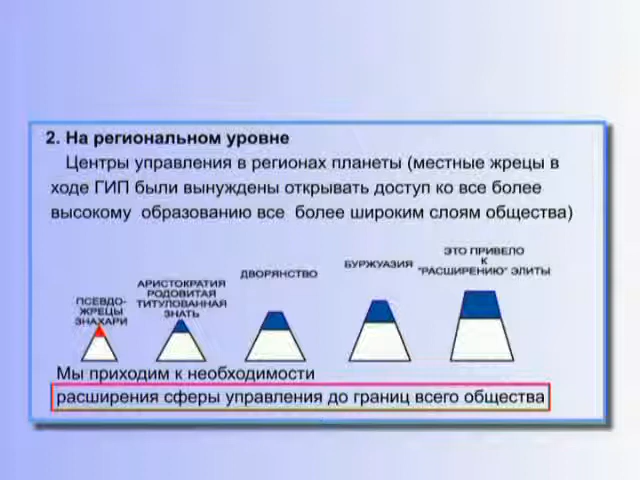 2. На региональном уровне
Центры управления в регионах планеты (местные жрецы в
ходе ГИП были вынуждены открывать доступ ко все более
высокому образованию все более широким слоям общества)
ПСЕВДО-
ЖРЕЦЫ
ЗНАХАРИ
АРИСТОКРАТИЯ
РОДОВИТАЯ
ТИТУЛОВАННАЯ
ЗНАТЬ
ДВОРЯНСТВО
БУРЖУАЗИЯ
ЭТО ПРИВЕЛО
К
"РАСШИРЕНИЮ" ЭЛИТЫ
Мы приходим к необходимости
расширения сферы управления до границ всего общества